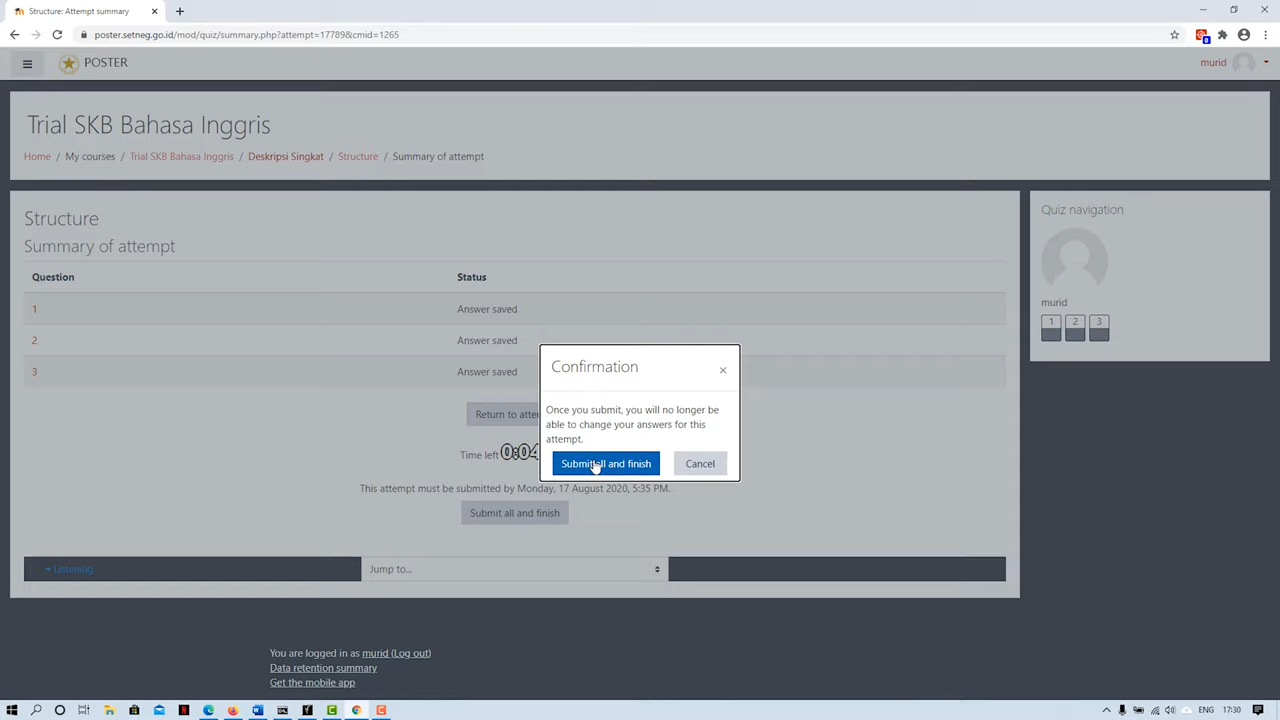 Structure: Attempt summary
poster.setneg.go.id/mod/quiz/summary.php?attempt=17789&cmid=1265
POSTER
murid
Trial SKB Bahasa Inggris
Home / My courses / Trial SKB Bahasa Inggris / Deskripsi Singkat / Structure / Summary of attempt
Structure
Summary of attempt
Question Status
1 Answer saved
2 Answer saved
3 Answer saved
Return to
Time left 0:04
This attempt must be submitted by Monday, 17 August 2020, 5:35 PM.
Submit all and finish
Listening
Jump to...
Confirmation
×
Once you submit, you will no longer be
able to change your answers for this
attempt.
Submit all and finish
Cancel
Quiz navigation
murid
1 2 3
You are logged in as murid (Log out)
Data retention summary
Get the mobile app
ENG 17:30